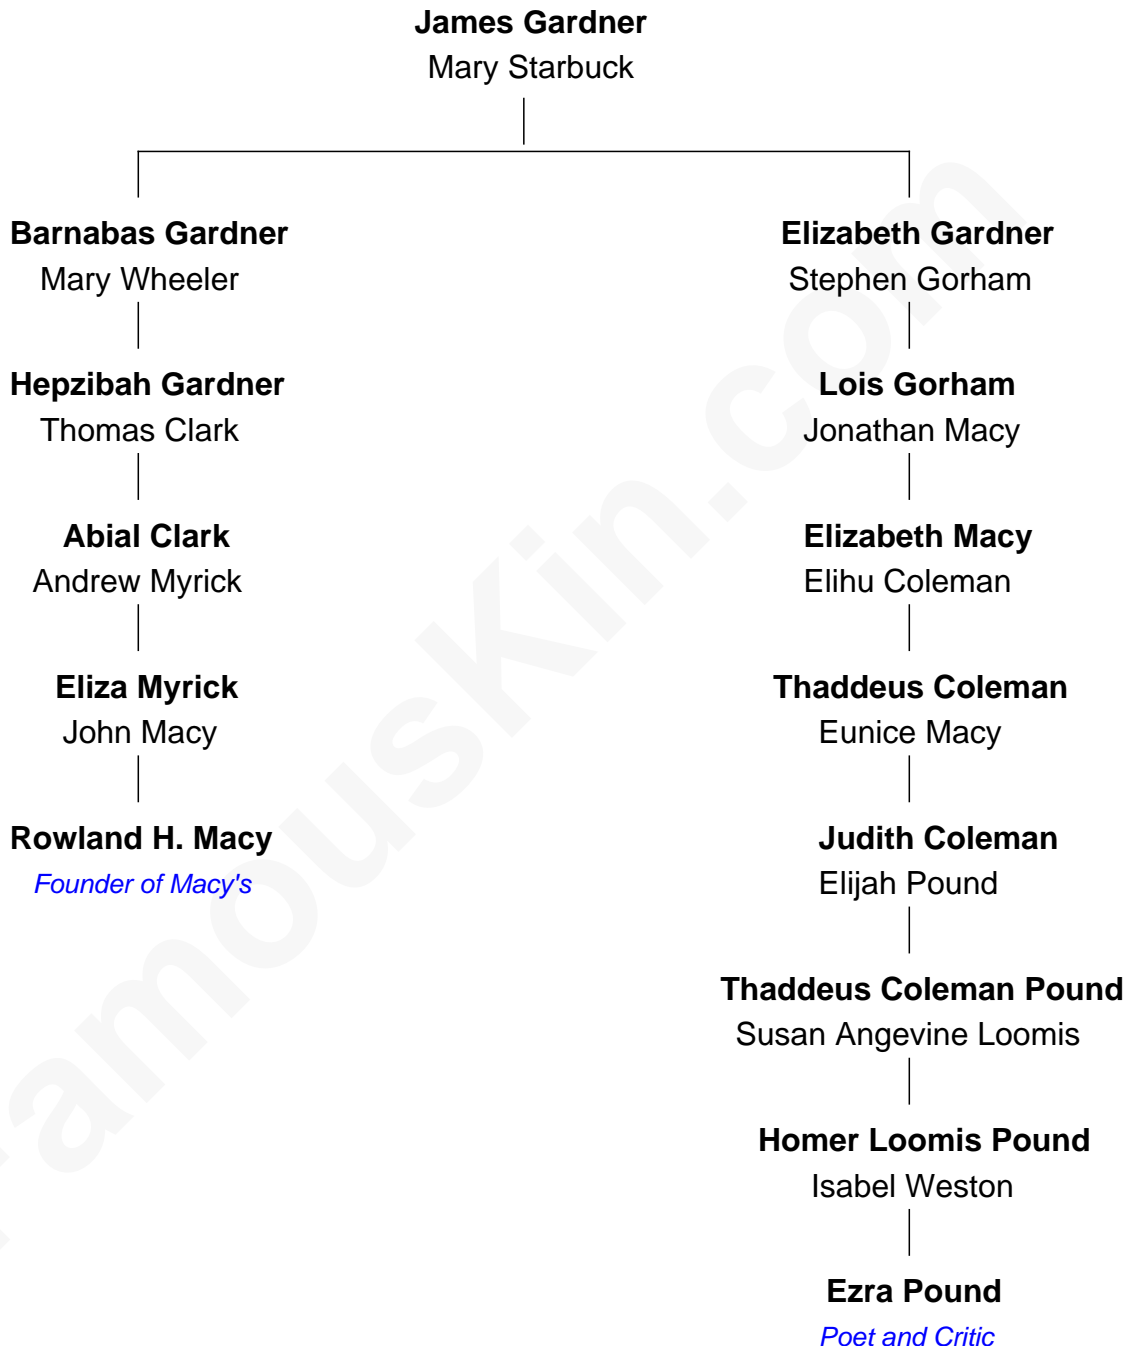 James Gardner
Mary Starbuck
Barnabas Gardner
Mary Wheeler
Elizabeth Gardner
Stephen Gorham
Hepzibah Gardner
Thomas Clark
Lois Gorham
Jonathan Macy
Abial Clark
Andrew Myrick
Elizabeth Macy
Elihu Coleman
Eliza Myrick
John Macy
Thaddeus Coleman
Eunice Macy
Rowland H. Macy
Founder of Macy's
Judith Coleman
Elijah Pound
Thaddeus Coleman Pound
Susan Angevine Loomis
Homer Loomis Pound
Isabel Weston
Ezra Pound
Poet and Critic
FamousKin.com